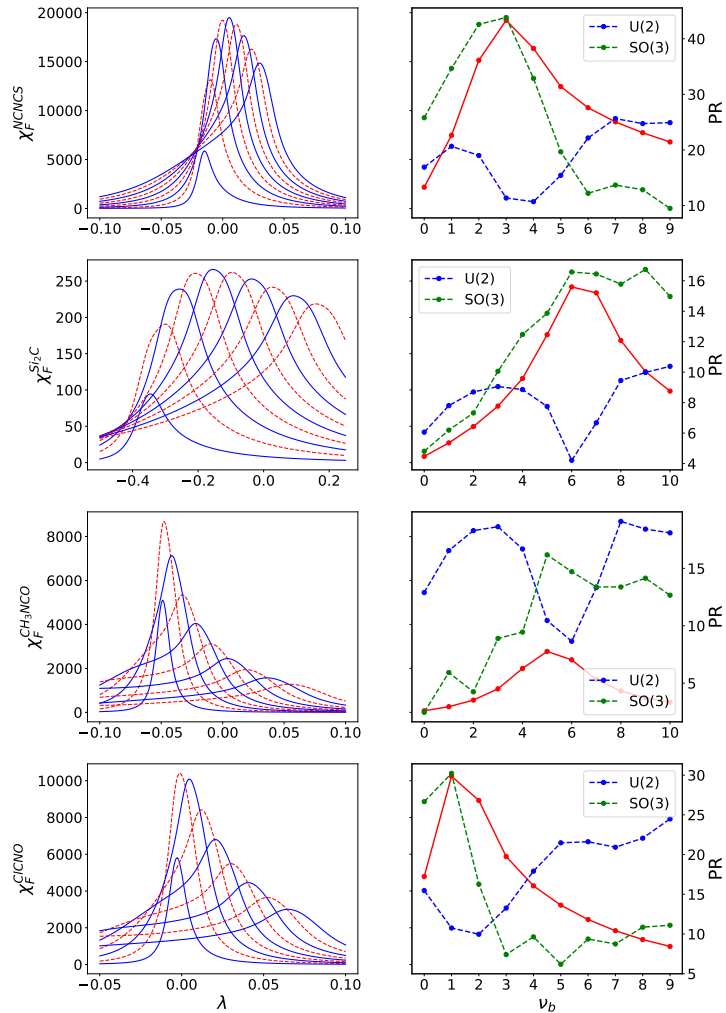 20000
15000
10000
5000
0
χ_F^{NCNCS}
−0.10 −0.05 0.00 0.05 0.10
U(2)
SO(3)
40
30
20
10
PR
0 1 2 3 4 5 6 7 8 9
250
200
150
100
50
0
χ_F^{Si₂C}
−0.4 −0.2 0.0 0.2
U(2)
SO(3)
16
14
12
10
8
6
4
PR
0 2 4 6 8 10
8000
6000
4000
2000
0
χ_F^{CH₃NCO}
−0.10 −0.05 0.00 0.05 0.10
U(2)
SO(3)
15
10
5
PR
0 2 4 6 8 10
10000
8000
6000
4000
2000
0
χ_F^{ClCNO}
−0.05 0.00 0.05 0.10
λ
U(2)
SO(3)
30
25
20
15
10
5
PR
0 1 2 3 4 5 6 7 8 9
ν_b